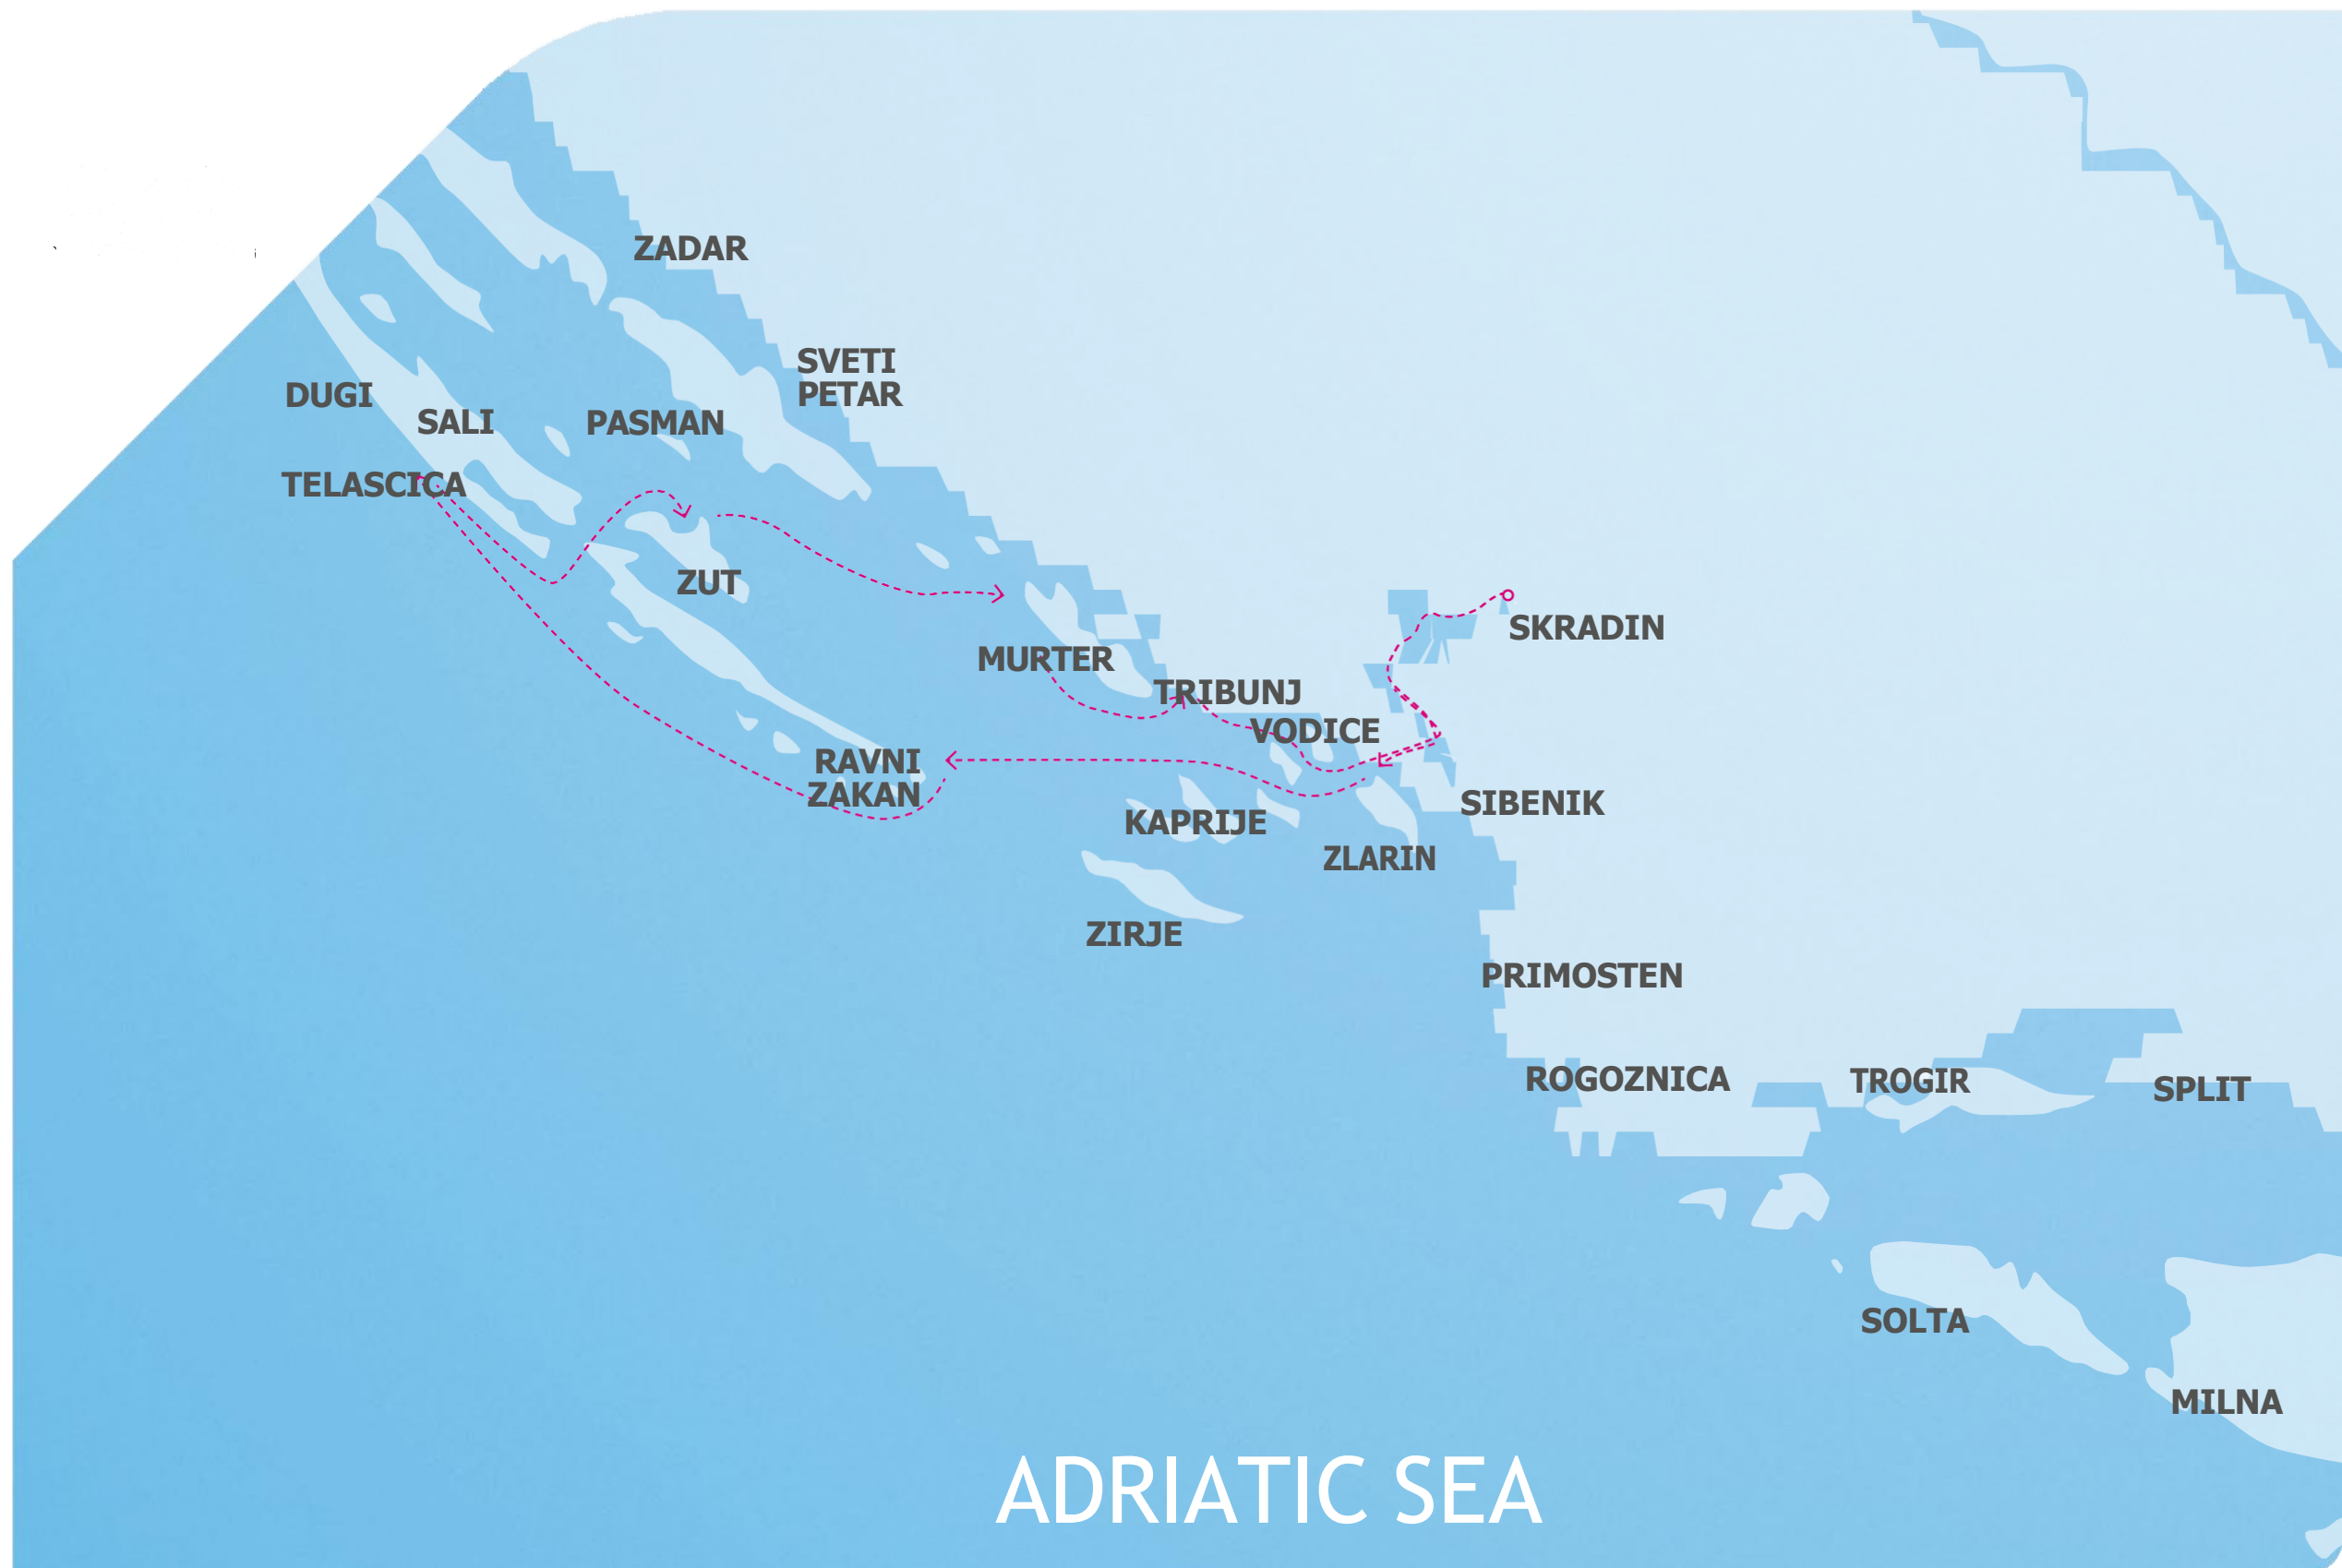 ZADAR
SVETI
PETAR
DUGI
SALI
PASMAN
TELASCICA
ZUT
SKRADIN
MURTER
TRIBUNJ
VODICE
RAVNI
ZAKAN
SIBENIK
KAPRIJE
ZLARIN
ZIRJE
PRIMOSTEN
ROGOZNICA
TROGIR
SPLIT
SOLTA
MILNA
ADRIATIC SEA